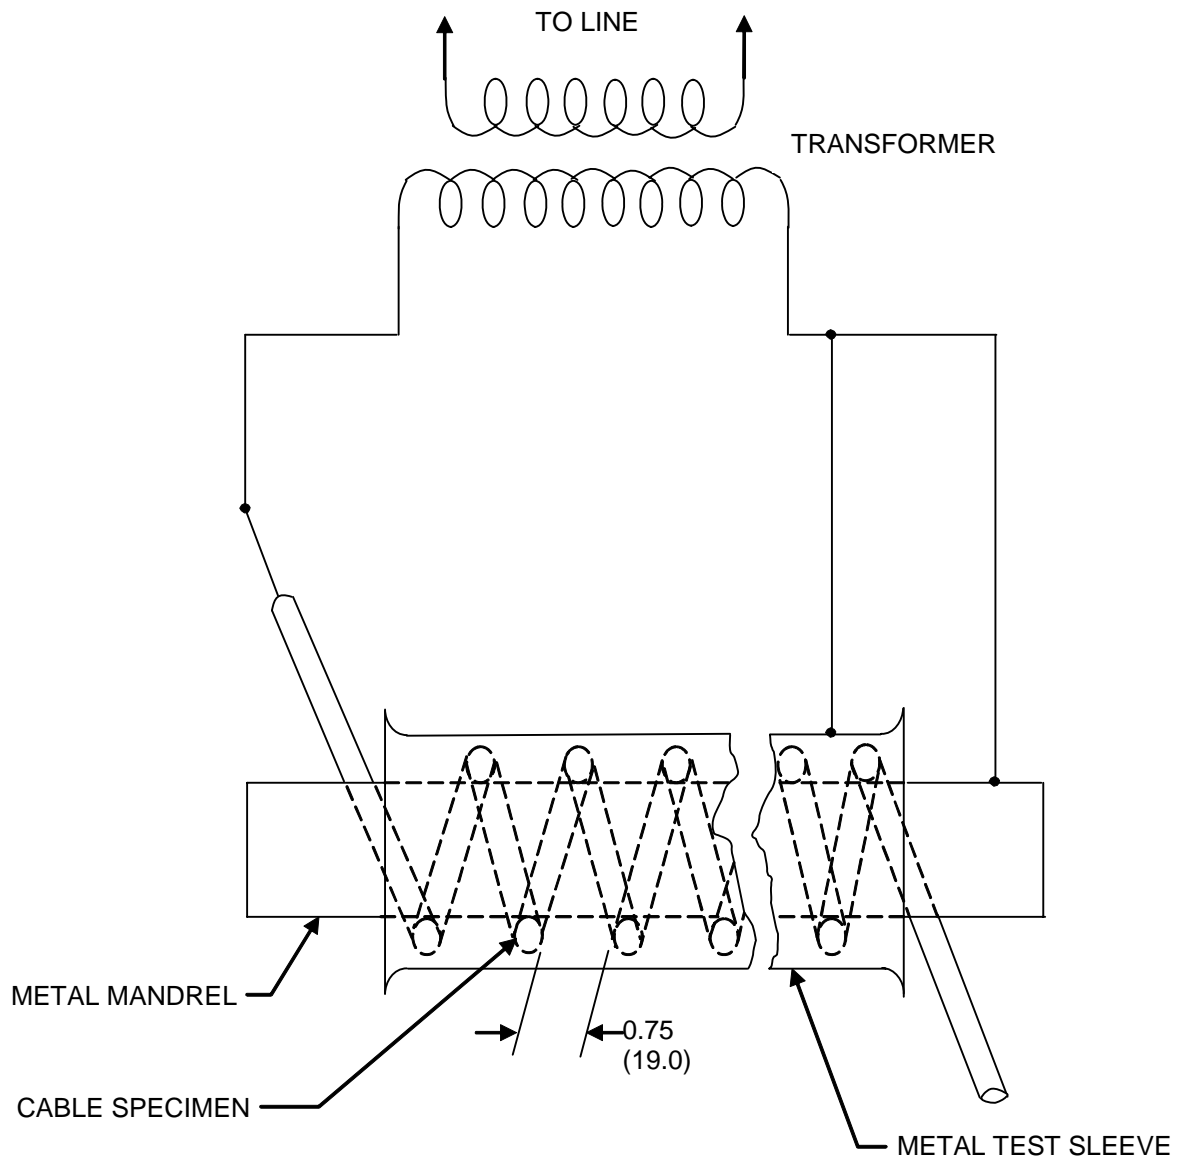 TO LINE
TRANSFORMER
METAL MANDREL
0.75
(19.0)
CABLE SPECIMEN
METAL TEST SLEEVE